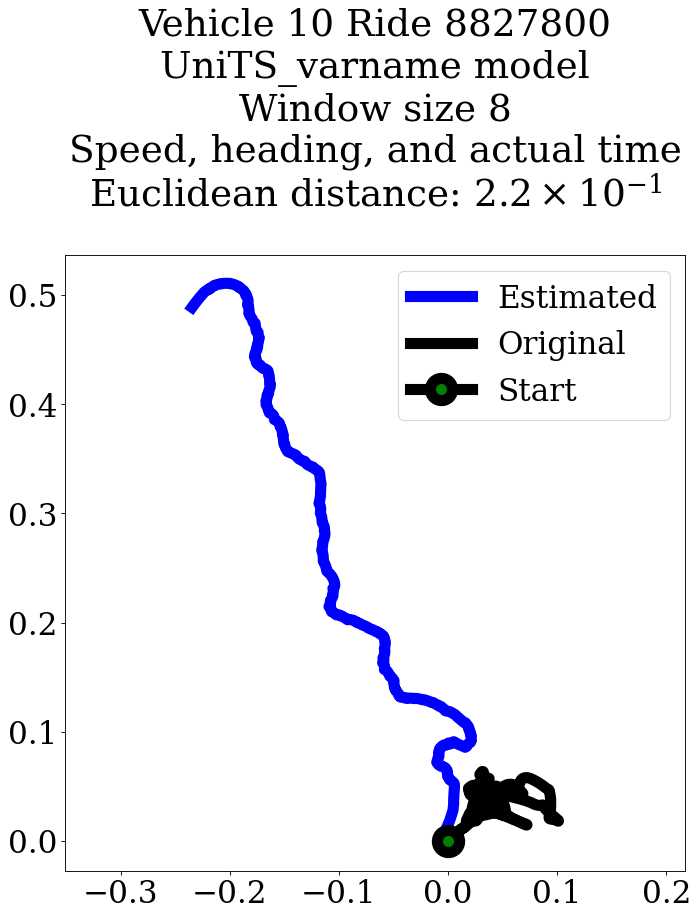 Vehicle 10 Ride 8827800
UniTS_varname model
Window size 8
Speed, heading, and actual time
Euclidean distance: 2.2 × 10⁻¹
Estimated
Original
Start
0.5
0.4
0.3
0.2
0.1
0.0
−0.3 −0.2 −0.1 0.0 0.1 0.2